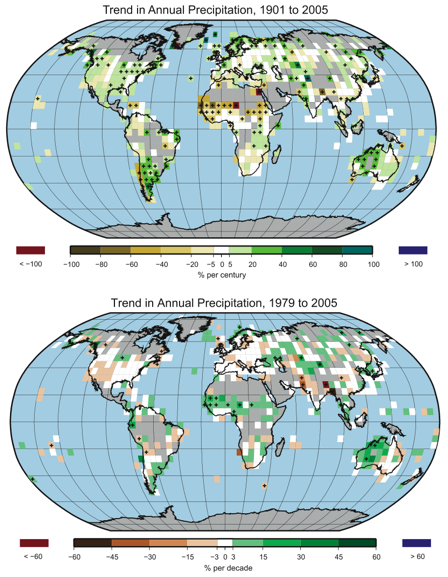 Trend in Annual Precipitation, 1901 to 2005
< −100 −100 −80 −60 −40 −20 −5 0 5 20 40 60 80 100 > 100
% per century
Trend in Annual Precipitation, 1979 to 2005
< −60 −60 −45 −30 −15 −3 0 3 15 30 45 60 > 60
% per decade